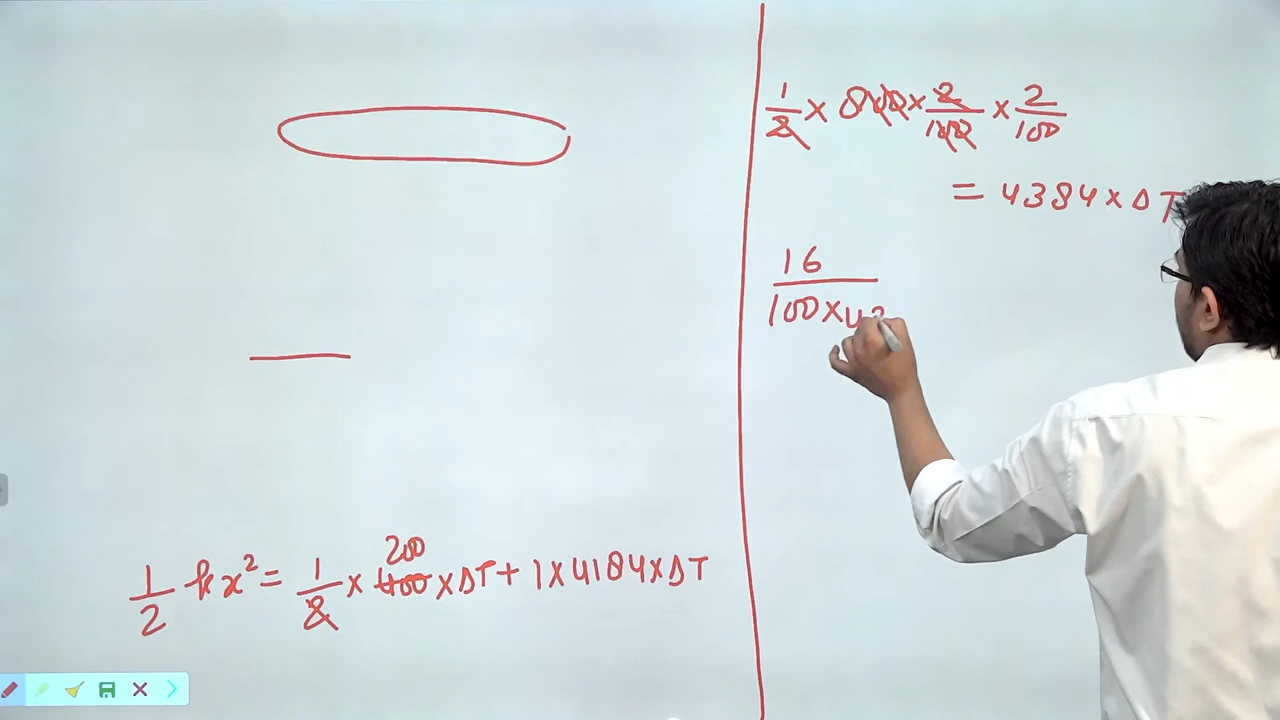 1/2 kx² = 1/2 × 400 200 × ΔT + 1 × 4184 × ΔT
1/2 × 800 × 2/100 × 2/100
= 4384 × ΔT
16
100 × 4